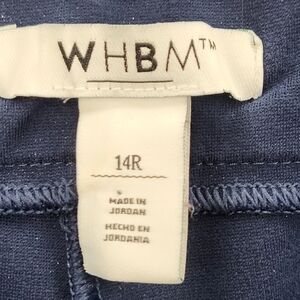 WHBM™
14R
MADE IN
JORDAN
HECHO EN
JORDANIA